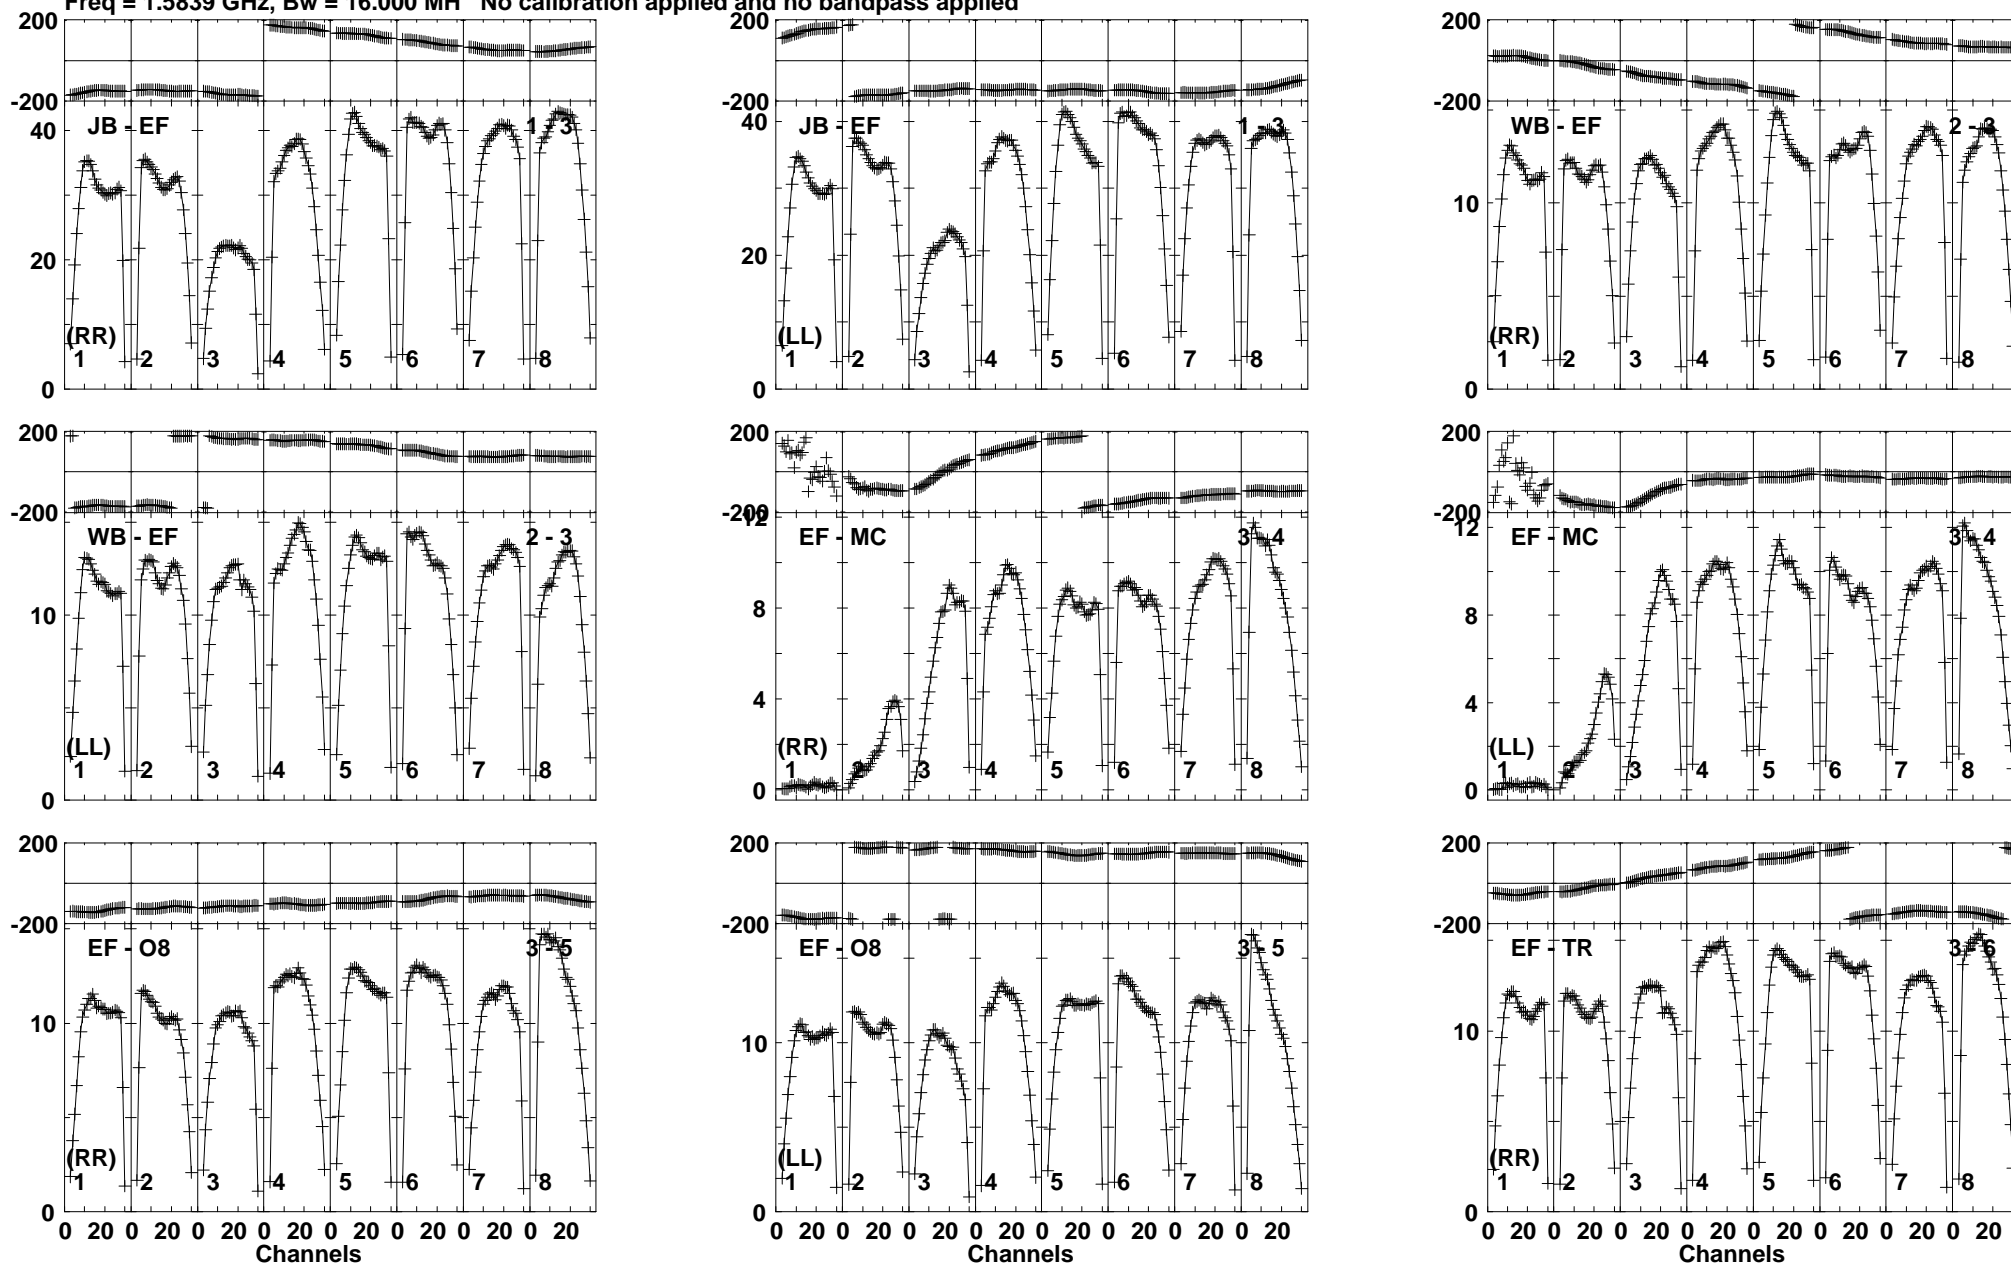 Freq = 1.5839 GHz, Bw = 16.000 MH No calibration applied and no bandpass applied
200 200 200
-200 -200 -200
JB - EF 1 - 3 JB - EF 1 - 3 WB - EF 2 - 3
40 40
20 20 10
(RR) (LL) (RR)
1 2 3 4 5 6 7 8 1 2 3 4 5 6 7 8 1 2 3 4 5 6 7 8
0 0 0
200 200 200
-200 -200 -200
12 12
WB - EF 2 - 3 EF - MC 3 - 4 EF - MC 3 - 4
10 8 8
4 4
(LL) (RR) (LL)
1 2 3 4 5 6 7 8 1 2 3 4 5 6 7 8 1 2 3 4 5 6 7 8
0 0 0
200 200 200
-200 -200 -200
EF - O8 3 - 5 EF - O8 3 - 5 EF - TR 3 - 6
10 10 10
(RR) (LL) (RR)
1 2 3 4 5 6 7 8 1 2 3 4 5 6 7 8 1 2 3 4 5 6 7 8
0 0 0
0 20 0 20 0 20 0 20 0 20 0 20 0 20 0 20 0 20 0 20 0 20 0 20 0 20 0 20 0 20 0 20 0 20 0 20 0 20 0 20 0 20 0 20 0 20 0 20
Channels Channels Channels